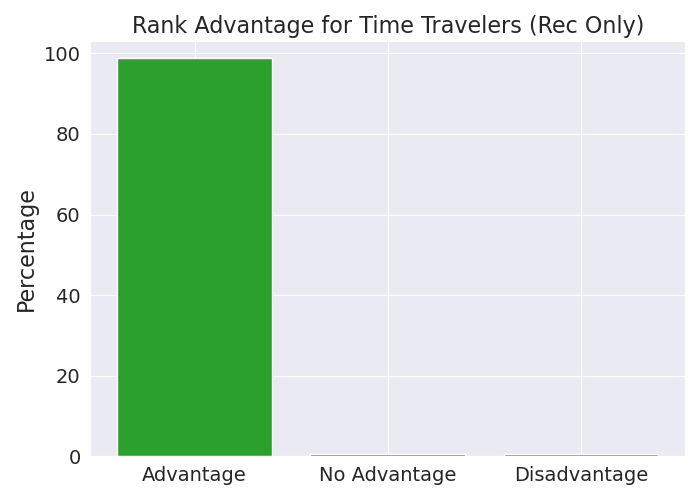 Rank Advantage for Time Travelers (Rec Only)
Percentage
100
80
60
40
20
0
Advantage
No Advantage
Disadvantage